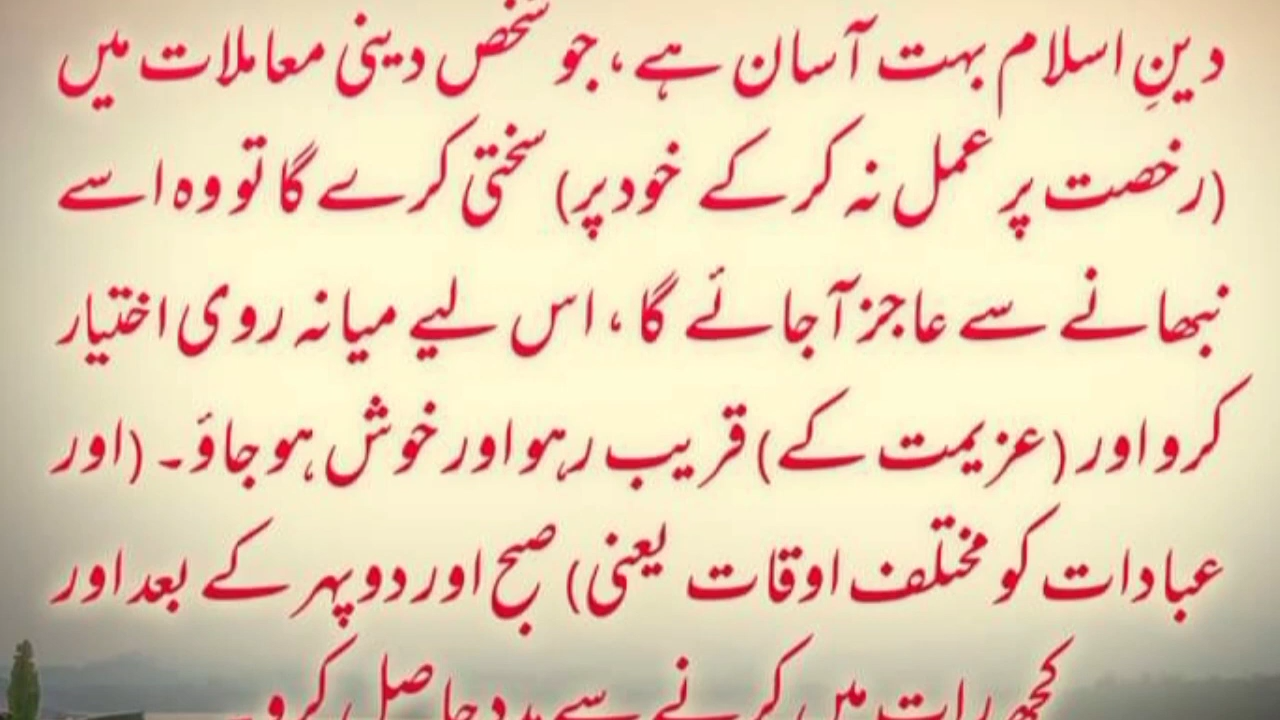 دینِ اسلام بہت آسان ہے، جو شخص دینی معاملات میں
(رخصت پر عمل نہ کرکے خود پر) سختی کرے گا تو وہ اسے
نبھانے سے عاجز آجائے گا، اس لیے میانہ روی اختیار
کرو اور (عزیمت کے) قریب رہو اور خوش ہوجاؤ۔ (اور
عبادات کو مختلف اوقات یعنی) صبح اور دوپہر کے بعد اور
کچھ رات میں کرنے سے مدد حاصل کرو۔